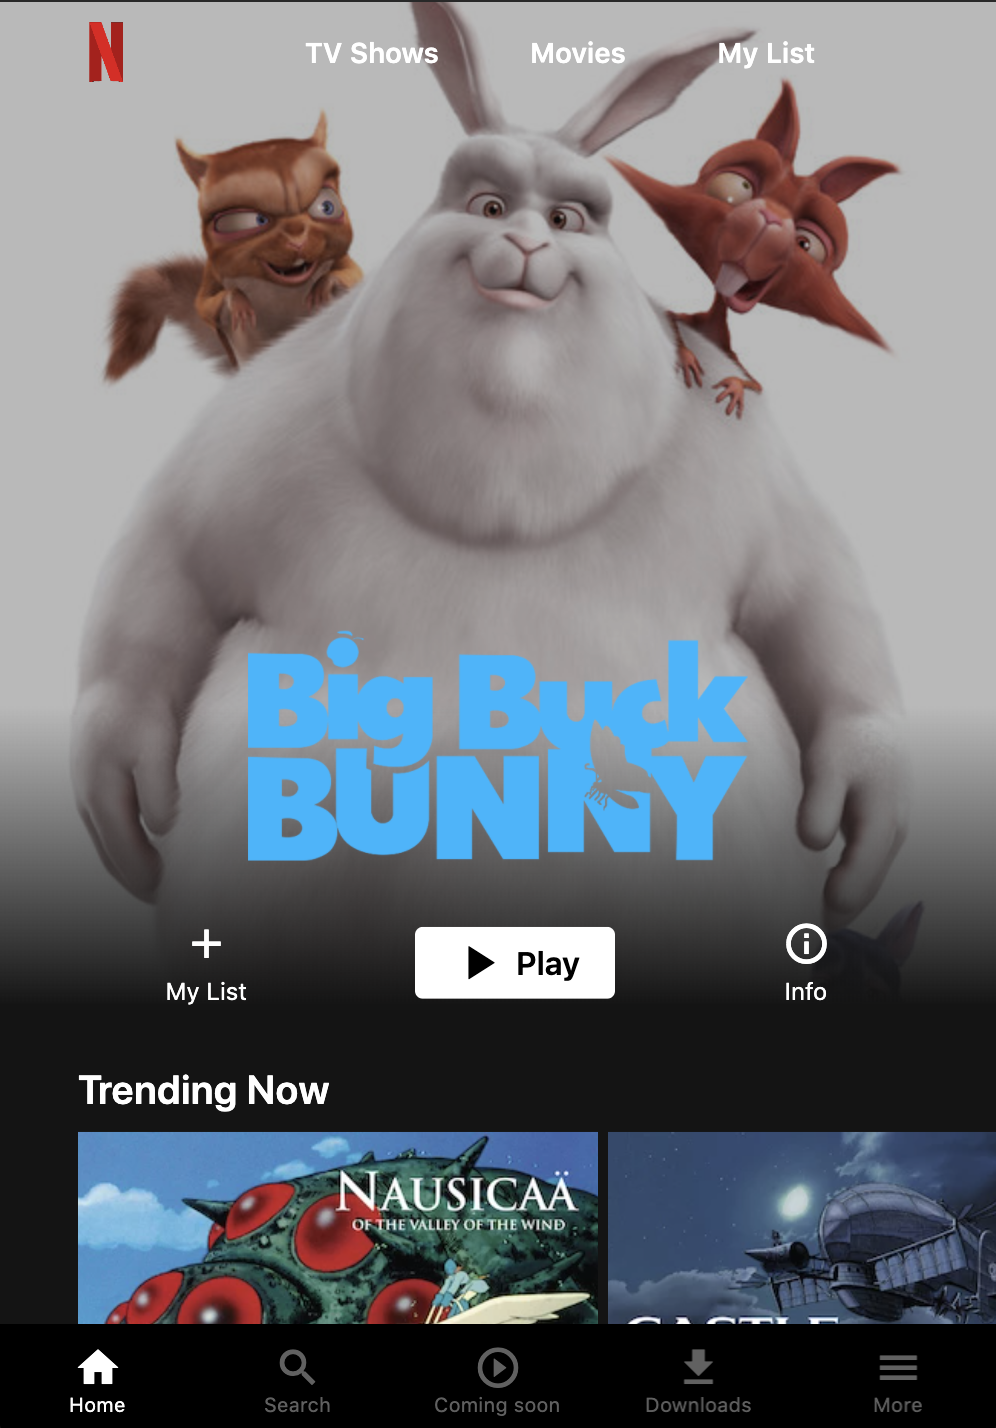 N
TV Shows
Movies
My List
Big Buck
BUNNY
My List
Play
Info
Trending Now
NAUSICAÄ
OF THE VALLEY OF THE WIND
CASTLE
Home
Search
Coming soon
Downloads
More